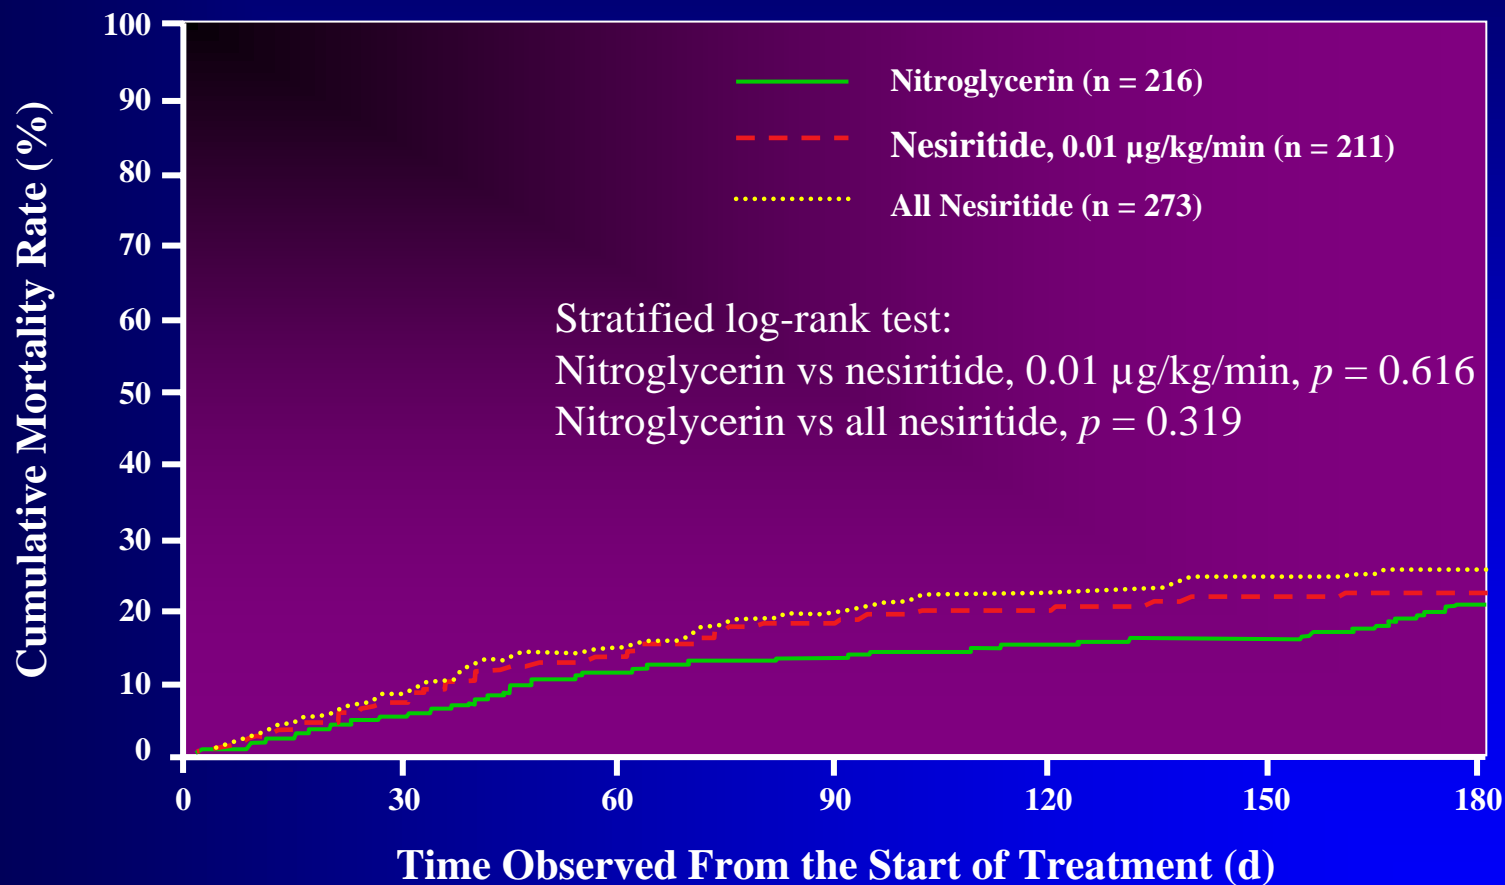 Cumulative Mortality Rate (%)
100
90
80
70
60
50
40
30
20
10
0
Nitroglycerin (n = 216)
Nesiritide, 0.01 µg/kg/min (n = 211)
All Nesiritide (n = 273)
Stratified log-rank test:
Nitroglycerin vs nesiritide, 0.01 µg/kg/min, p = 0.616
Nitroglycerin vs all nesiritide, p = 0.319
0 30 60 90 120 150 180
Time Observed From the Start of Treatment (d)